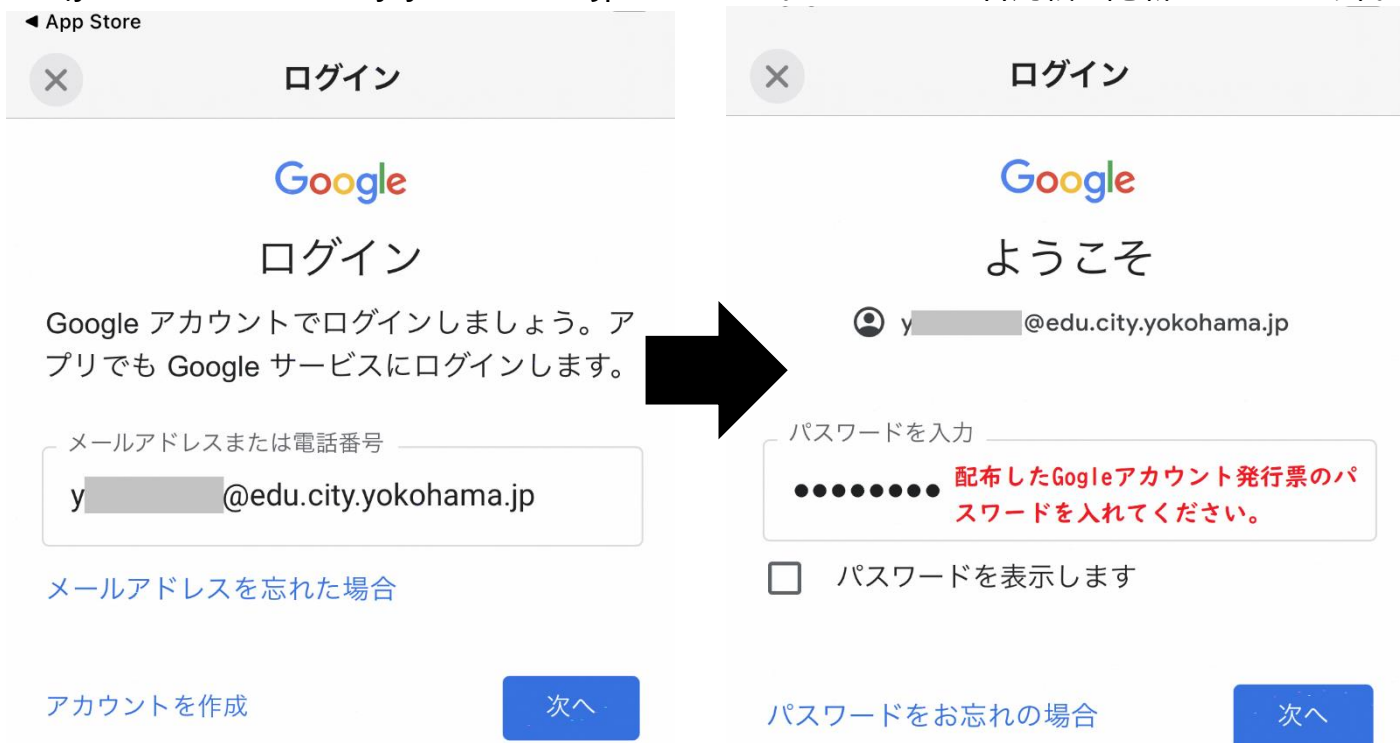 ◀ App Store
ログイン
Google
ログイン
Google アカウントでログインしましょう。ア
プリでも Google サービスにログインします。
メールアドレスまたは電話番号
y @edu.city.yokohama.jp
メールアドレスを忘れた場合
アカウントを作成
次へ
ログイン
Google
ようこそ
y @edu.city.yokohama.jp
パスワードを入力
●●●●●●●●
配布したGogleアカウント発行票のパ
スワードを入れてください。
パスワードを表示します
パスワードをお忘れの場合
次へ